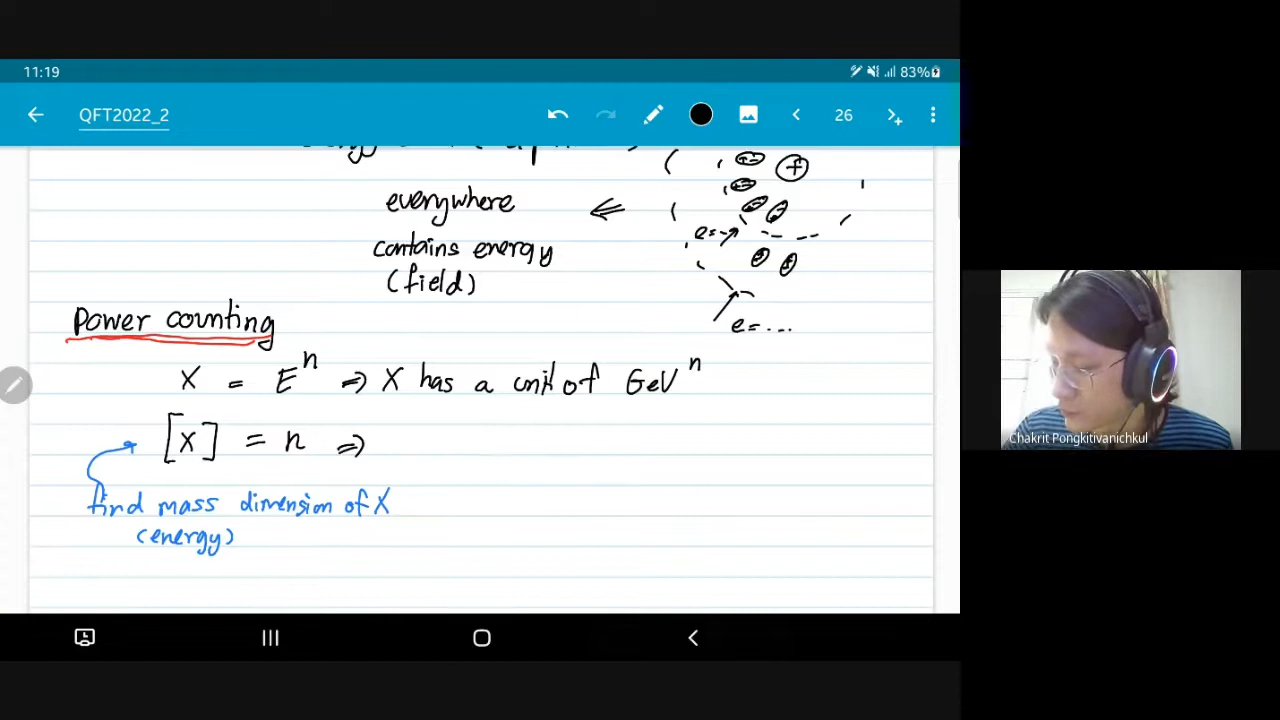 11:19
83%
QFT2022_2
26
everywhere
contains energy
(field)
e=--
e=...
Power counting
X = E^n ⇒ X has a unit of GeV^n
[X] = n ⇒
find mass dimension of X
(energy)
Chakrit Pongkitivanichkul